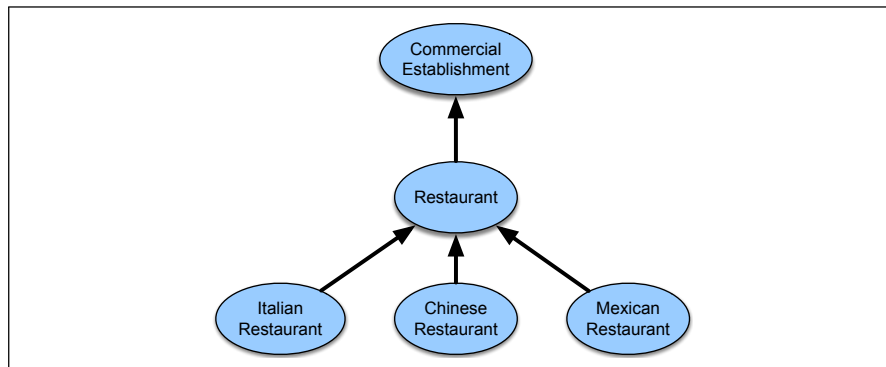 Commercial
Establishment
Restaurant
Italian
Restaurant
Chinese
Restaurant
Mexican
Restaurant